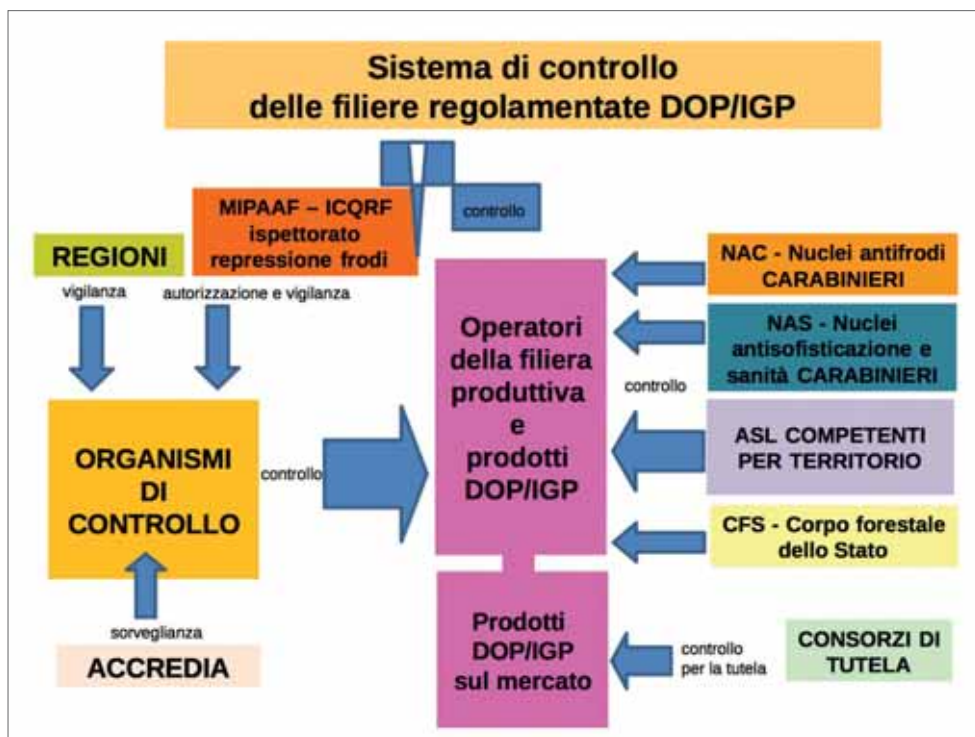 Sistema di controllo
delle filiere regolamentate DOP/IGP
MIPAAF – ICQRF
ispettorato
repressione frodi
controllo
REGIONI
vigilanza
autorizzazione e vigilanza
NAC - Nuclei antifrodi
CARABINIERI
Operatori
della filiera
produttiva
e
prodotti
DOP/IGP
NAS - Nuclei
antisofisticazione e
sanità CARABINIERI
controllo
ORGANISMI
DI
CONTROLLO
controllo
ASL COMPETENTI
PER TERRITORIO
CFS - Corpo forestale
dello Stato
sorveglianza
ACCREDIA
Prodotti
DOP/IGP
sul mercato
controllo
per la tutela
CONSORZI DI
TUTELA